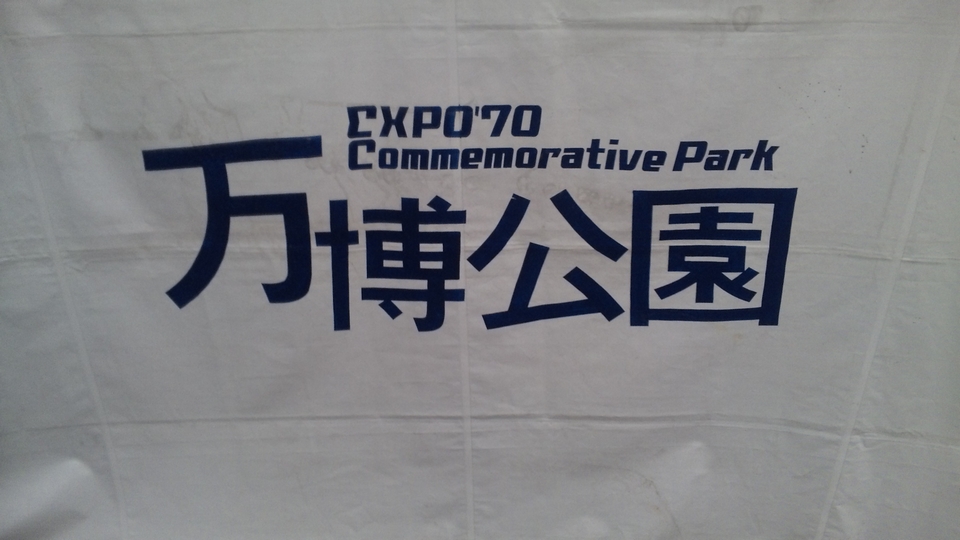 EXPO'70
Commemorative Park
万博公園